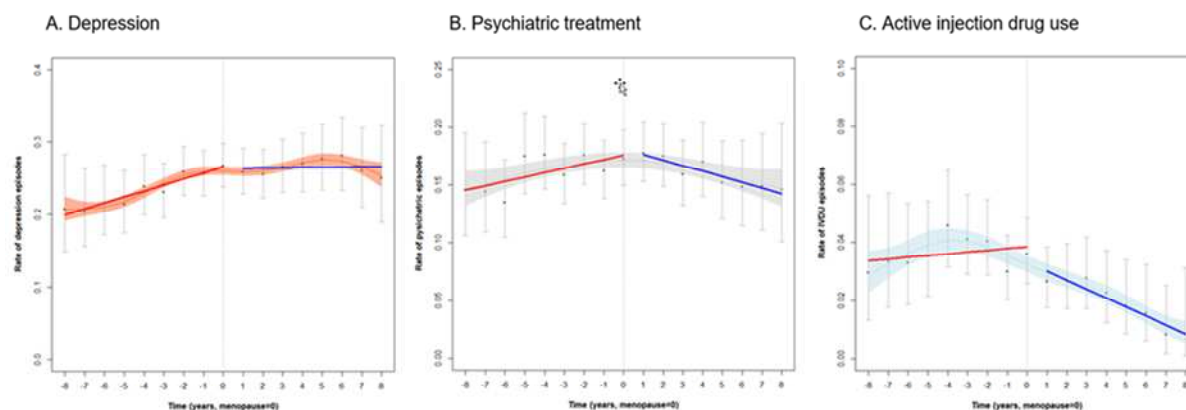 A. Depression
Rate of depression episodes
0.4
0.3
0.2
0.1
0.0
-8 -7 -6 -5 -4 -3 -2 -1 0 1 2 3 4 5 6 7 8
Time (years, menopause=0)
B. Psychiatric treatment
Rate of pysichetric episodes
0.25
0.20
0.15
0.10
0.05
0.00
-8 -7 -6 -5 -4 -3 -2 -1 0 1 2 3 4 5 6 7 8
Time (years, menopause=0)
C. Active injection drug use
Rate of IVDU episodes
0.10
0.08
0.06
0.04
0.02
0.00
-8 -7 -6 -5 -4 -3 -2 -1 0 1 2 3 4 5 6 7 8
Time (years, menopause=0)